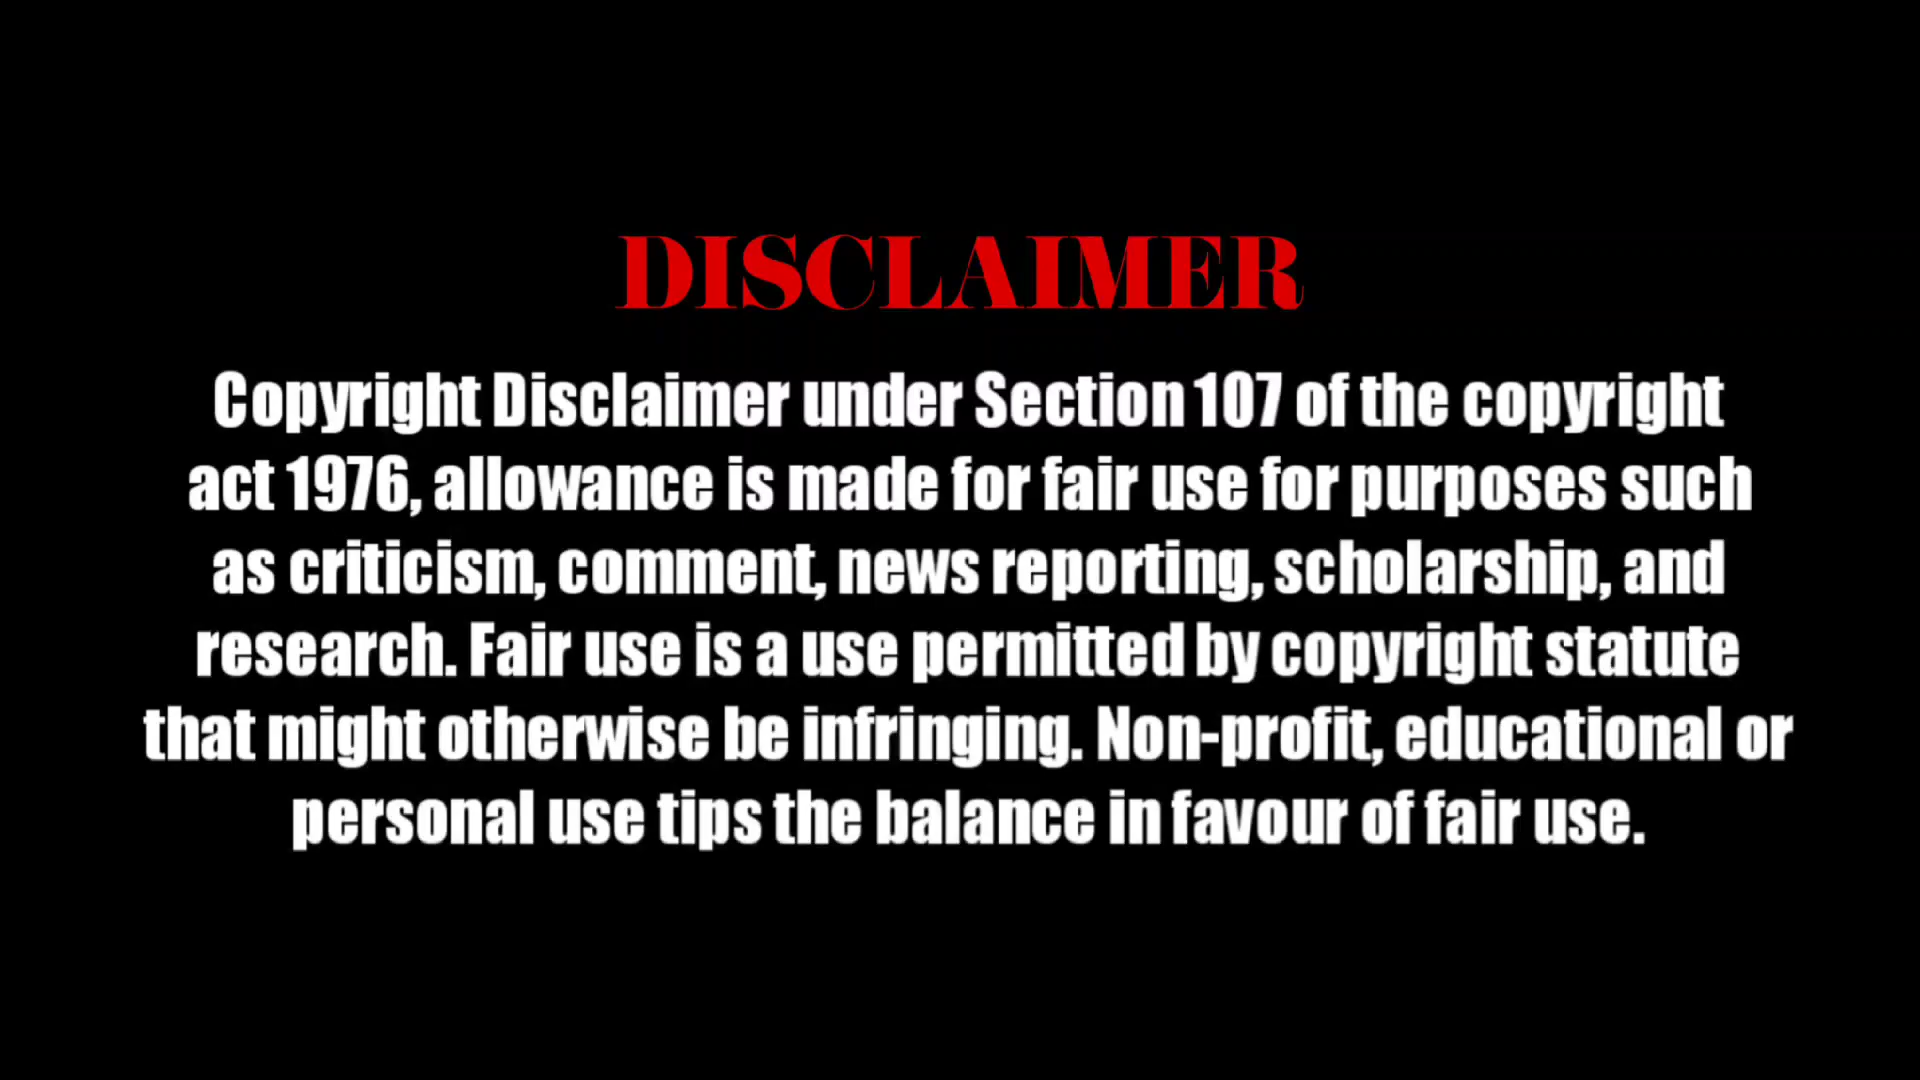 DISCLAIMER
Copyright Disclaimer under Section 107 of the copyright
act 1976, allowance is made for fair use for purposes such
as criticism, comment, news reporting, scholarship, and
research. Fair use is a use permitted by copyright statute
that might otherwise be infringing. Non-profit, educational or
personal use tips the balance in favour of fair use.